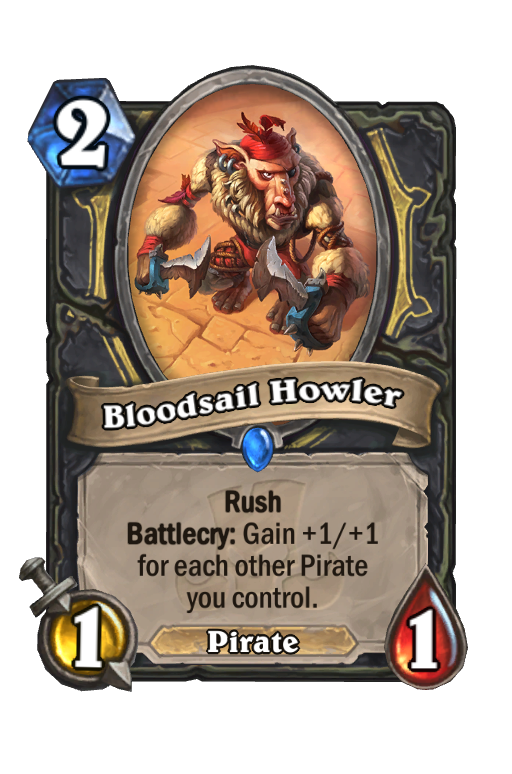 2
Bloodsail Howler
Rush
Battlecry: Gain +1/+1
for each other Pirate
you control.
1
Pirate
1